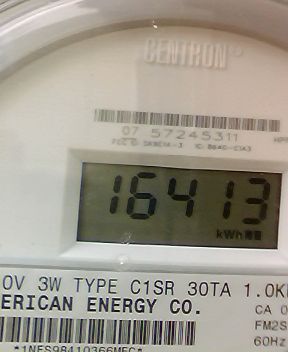 CENTRON
07 57245311
16413
kWh
0V 3W TYPE C1SR 30TA 1.0K
ERICAN ENERGY CO. CA 0
FM2S
60Hz
*1NES98410366MEC*